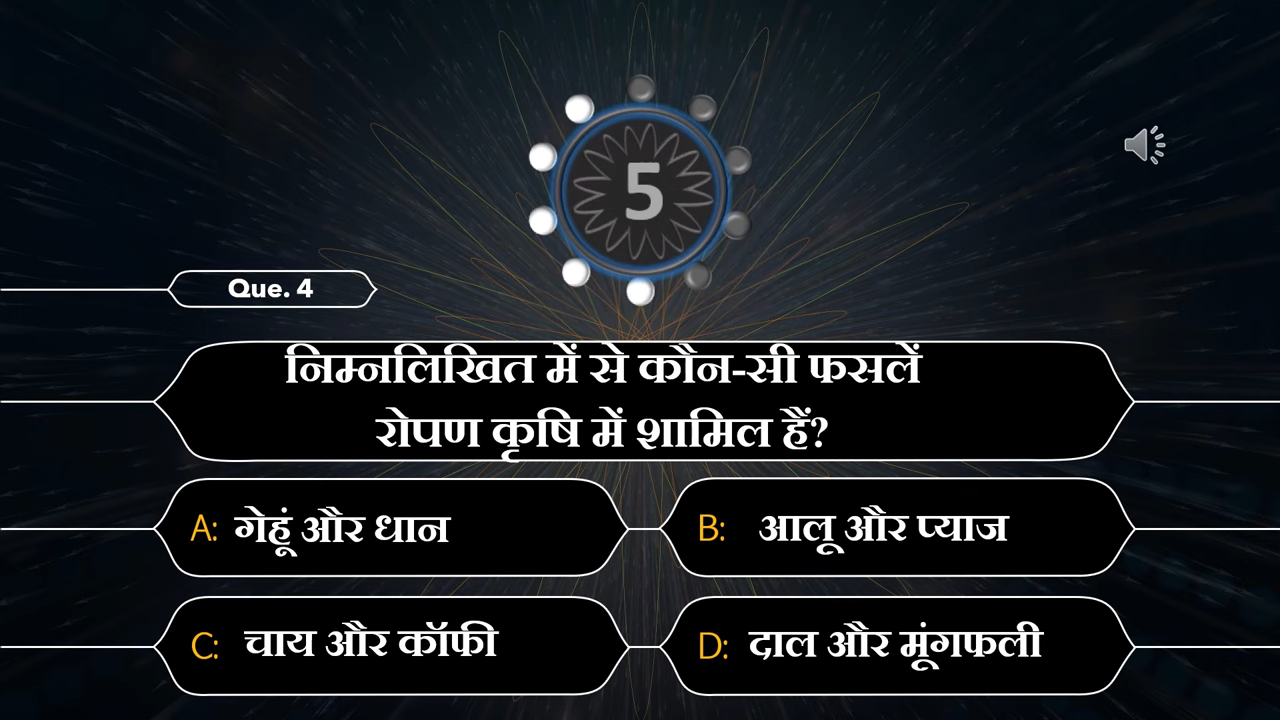 5
Que. 4
निम्नलिखित में से कौन-सी फसलें
रोपण कृषि में शामिल हैं?
A: गेहूं और धान
B: आलू और प्याज
C: चाय और कॉफी
D: दाल और मूंगफली